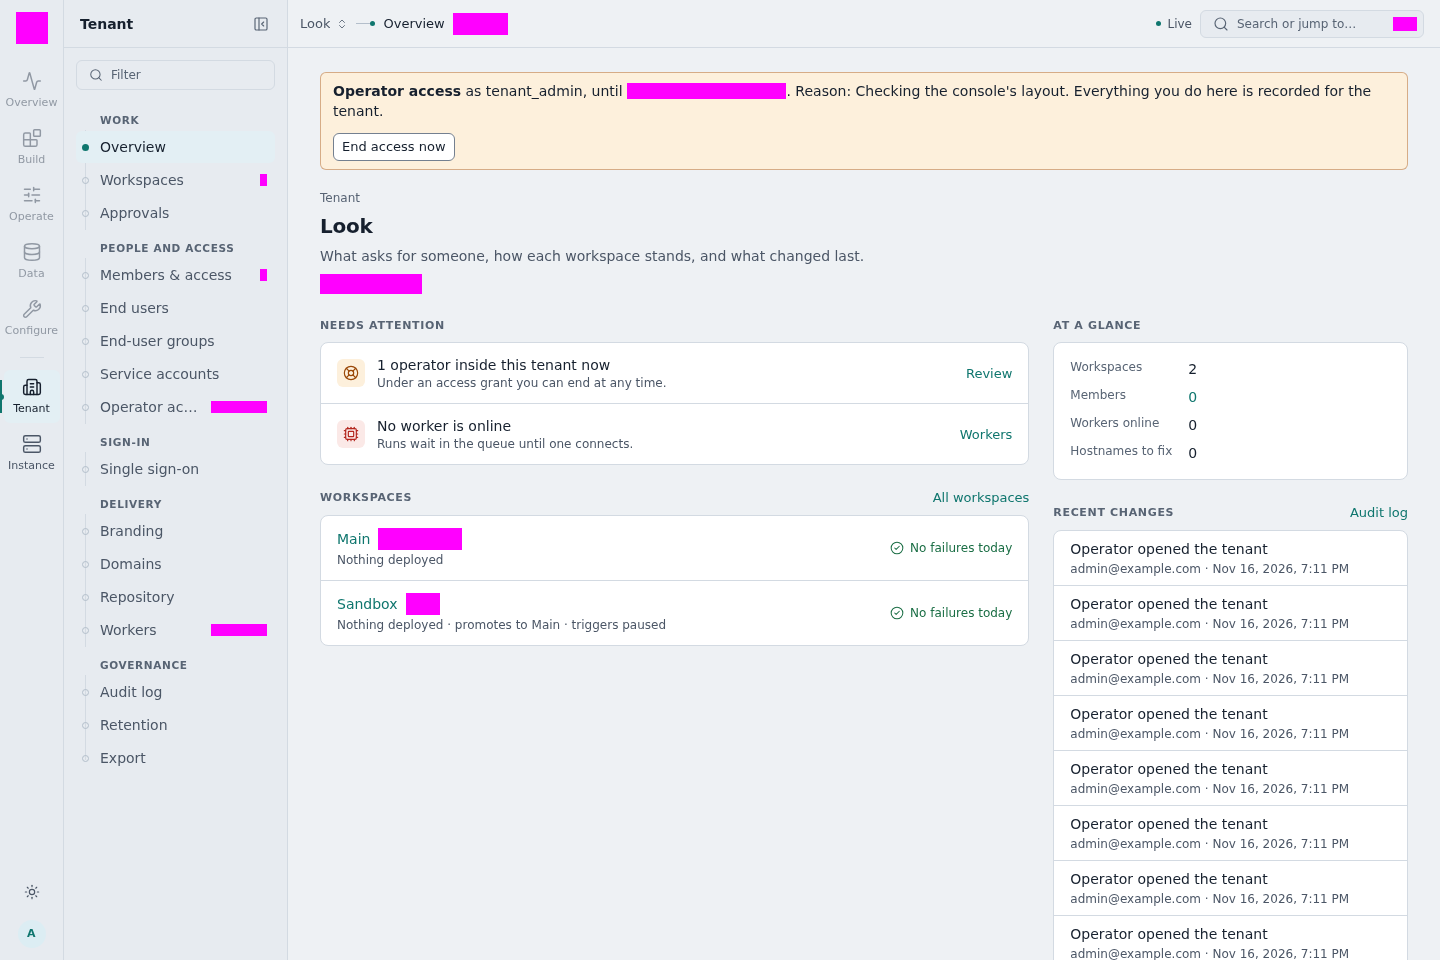 Tenant
Look
Overview
Live
Search or jump to…
Overview
Build
Operate
Data
Configure
Tenant
Instance
A
Filter
WORK
Overview
Workspaces
Approvals
PEOPLE AND ACCESS
Members & access
End users
End-user groups
Service accounts
Operator ac…
SIGN-IN
Single sign-on
DELIVERY
Branding
Domains
Repository
Workers
GOVERNANCE
Audit log
Retention
Export
Operator access as tenant_admin, until . Reason: Checking the console's layout. Everything you do here is recorded for the
tenant.
End access now
Tenant
Look
What asks for someone, how each workspace stands, and what changed last.
NEEDS ATTENTION
1 operator inside this tenant now
Under an access grant you can end at any time.
Review
No worker is online
Runs wait in the queue until one connects.
Workers
WORKSPACES
All workspaces
Main
Nothing deployed
No failures today
Sandbox
Nothing deployed · promotes to Main · triggers paused
No failures today
AT A GLANCE
Workspaces 2
Members 0
Workers online 0
Hostnames to fix 0
RECENT CHANGES
Audit log
Operator opened the tenant
admin@example.com · Nov 16, 2026, 7:11 PM
Operator opened the tenant
admin@example.com · Nov 16, 2026, 7:11 PM
Operator opened the tenant
admin@example.com · Nov 16, 2026, 7:11 PM
Operator opened the tenant
admin@example.com · Nov 16, 2026, 7:11 PM
Operator opened the tenant
admin@example.com · Nov 16, 2026, 7:11 PM
Operator opened the tenant
admin@example.com · Nov 16, 2026, 7:11 PM
Operator opened the tenant
admin@example.com · Nov 16, 2026, 7:11 PM
Operator opened the tenant
admin@example.com · Nov 16, 2026, 7:11 PM